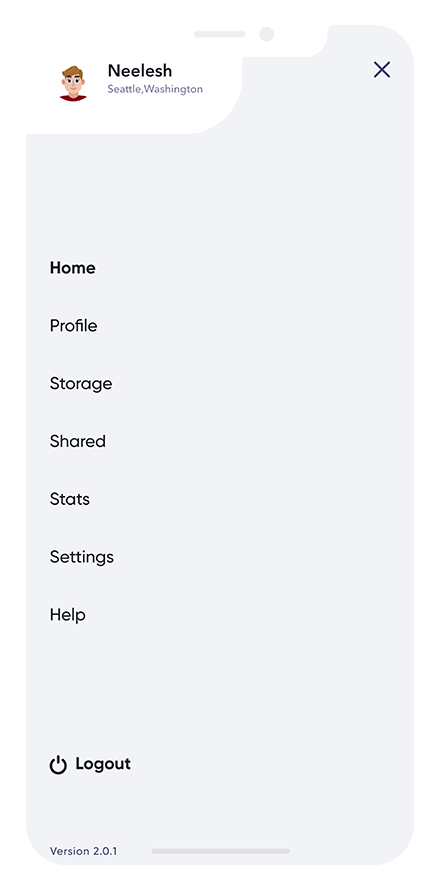 Neelesh
Seattle,Washington
Home
Profile
Storage
Shared
Stats
Settings
Help
Logout
Version 2.0.1